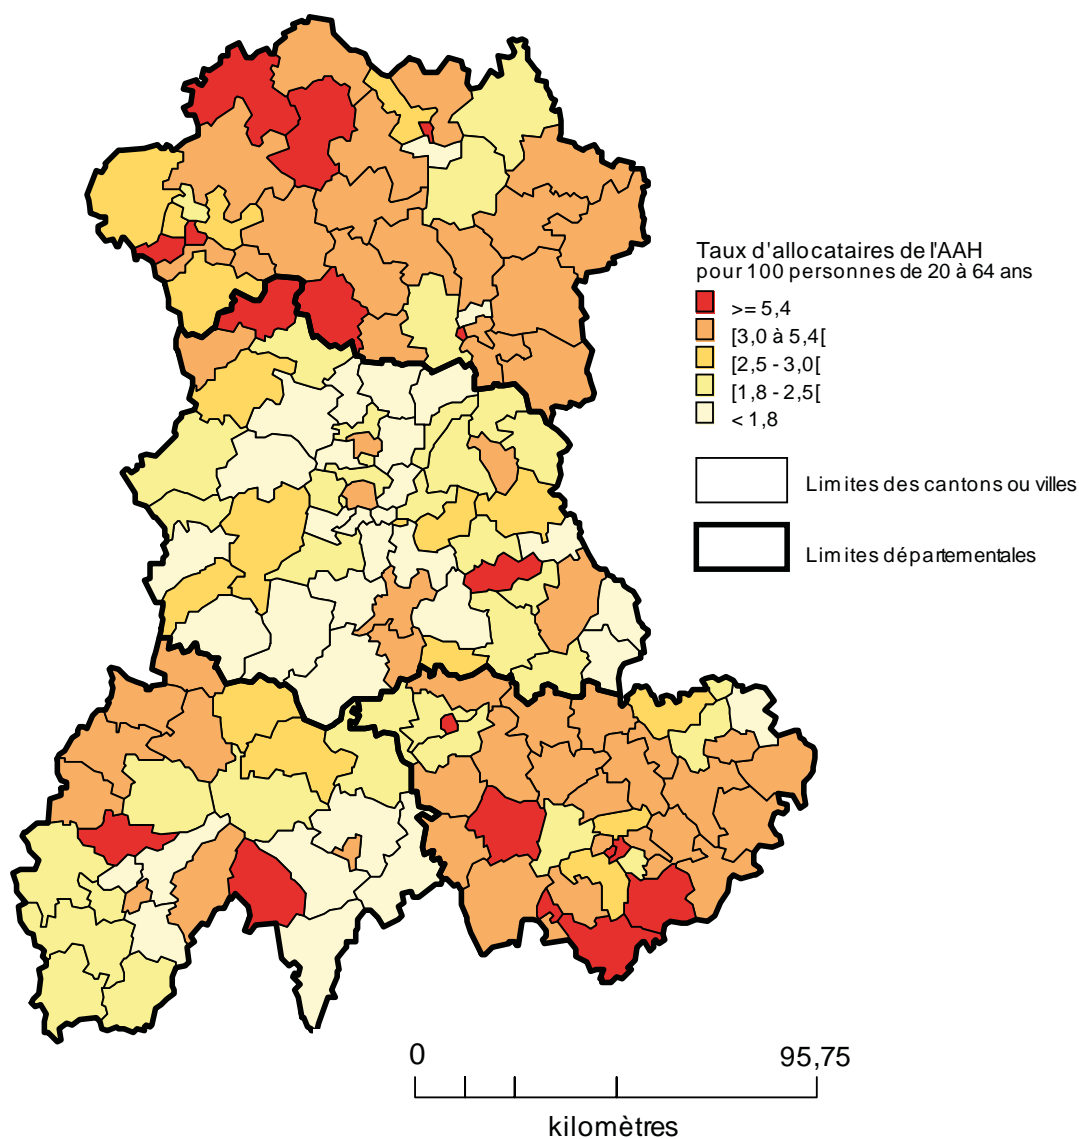 Taux d'allocataires de l'AAH
pour 100 personnes de 20 à 64 ans
>= 5,4
[3,0 à 5,4[
[2,5 - 3,0[
[1,8 - 2,5[
< 1,8
Limites des cantons ou villes
Limites départementales
0 95,75
kilomètres